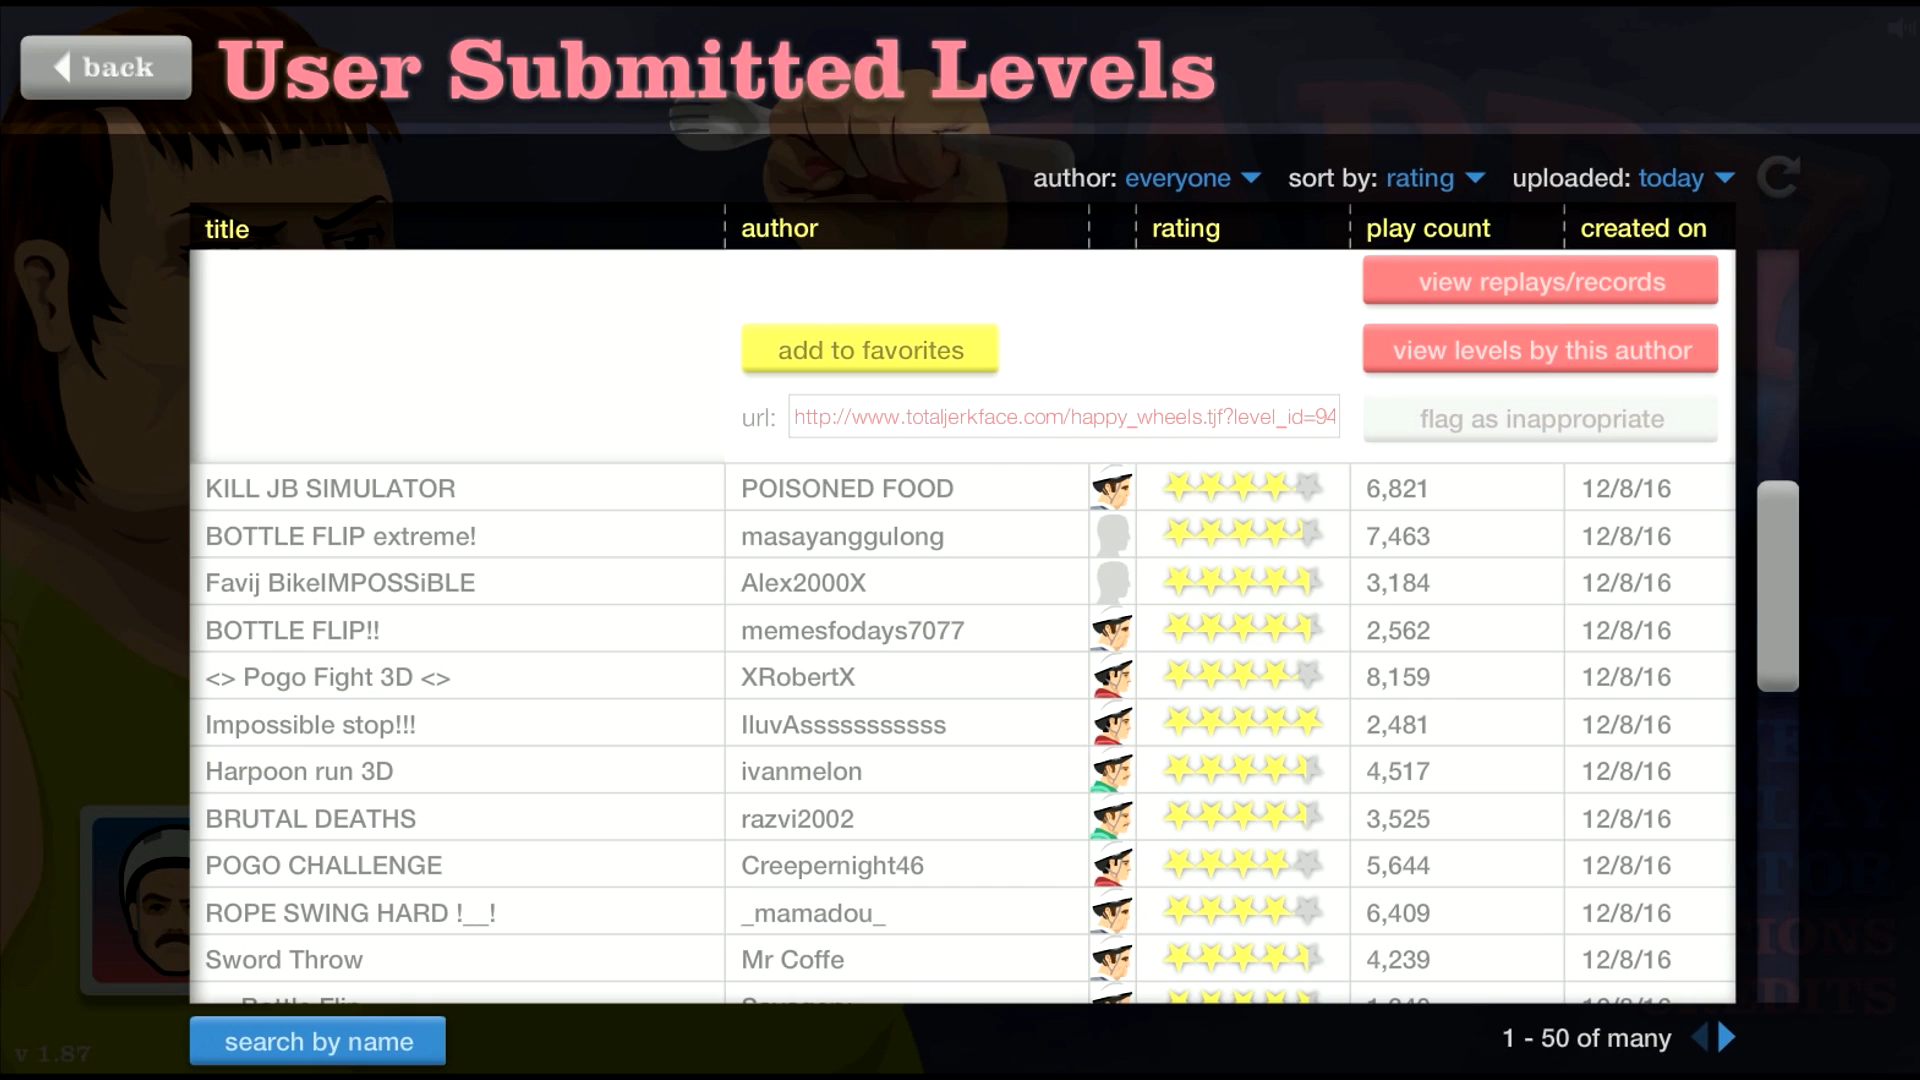 back
User Submitted Levels
author: everyone sort by: rating uploaded: today
title author rating play count created on
view replays/records
add to favorites view levels by this author
url: http://www.totaljerkface.com/happy_wheels.tjf?level_id=94 flag as inappropriate
KILL JB SIMULATOR POISONED FOOD 6,821 12/8/16
BOTTLE FLIP extreme! masayanggulong 7,463 12/8/16
Favij BikeIMPOSSiBLE Alex2000X 3,184 12/8/16
BOTTLE FLIP!! memesfodays7077 2,562 12/8/16
<> Pogo Fight 3D <> XRobertX 8,159 12/8/16
Impossible stop!!! IluvAsssssssssss 2,481 12/8/16
Harpoon run 3D ivanmelon 4,517 12/8/16
BRUTAL DEATHS razvi2002 3,525 12/8/16
POGO CHALLENGE Creepernight46 5,644 12/8/16
ROPE SWING HARD !__! _mamadou_ 6,409 12/8/16
Sword Throw Mr Coffe 4,239 12/8/16
Bottle Flip
search by name 1 - 50 of many
v 1.87